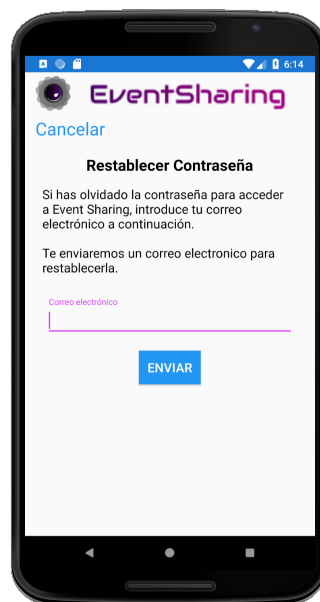 6:14
EventSharing
Cancelar
Restablecer Contraseña
Si has olvidado la contraseña para acceder
a Event Sharing, introduce tu correo
electrónico a continuación.
Te enviaremos un correo electronico para
restablecerla.
Correo electrónico
ENVIAR